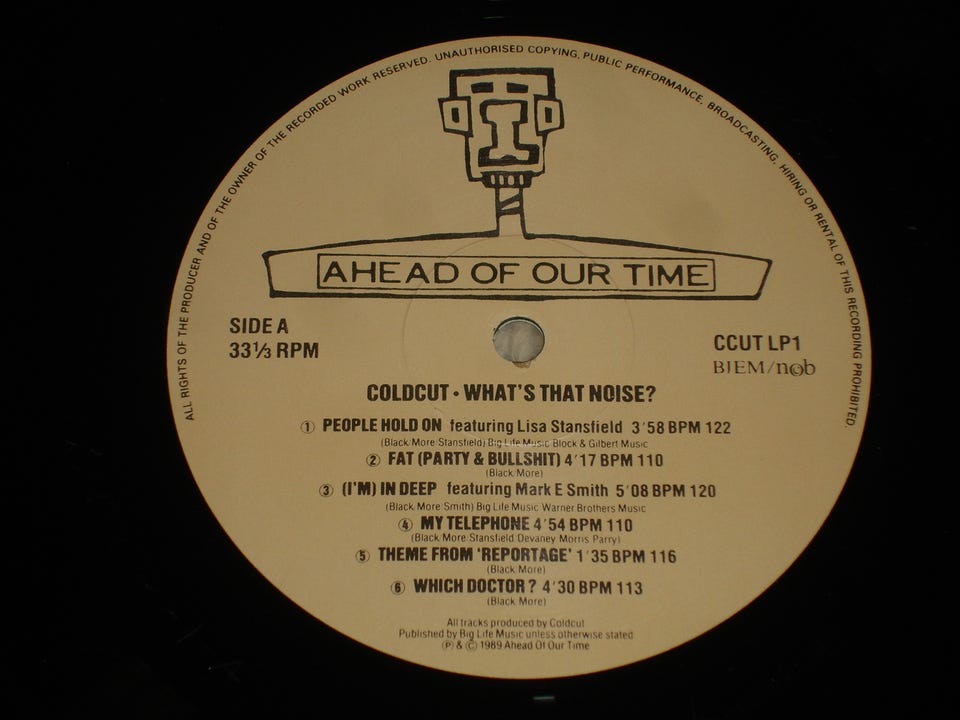 ALL RIGHTS OF THE PRODUCER AND OF THE OWNER OF THE RECORDED WORK RESERVED. UNAUTHORISED COPYING, PUBLIC PERFORMANCE, BROADCASTING, HIRING OR RENTAL OF THIS RECORDING PROHIBITED.
AHEAD OF OUR TIME
SIDE A
33⅓ RPM
CCUT LP1
BIEM/ncb
COLDCUT · WHAT'S THAT NOISE?
① PEOPLE HOLD ON featuring Lisa Stansfield 3'58 BPM 122
(Black More Stansfield) Big Life Music Block & Gilbert Music
② FAT (PARTY & BULLSHIT) 4'17 BPM 110
(Black More)
③ (I'M) IN DEEP featuring Mark E Smith 5'08 BPM 120
(Black More Smith) Big Life Music Warner Brothers Music
④ MY TELEPHONE 4'54 BPM 110
(Black More Stansfield Devaney Morris Parry)
⑤ THEME FROM 'REPORTAGE' 1'35 BPM 116
(Black More)
⑥ WHICH DOCTOR? 4'30 BPM 113
(Black More)
All tracks produced by Coldcut
Published by Big Life Music unless otherwise stated
℗ & © 1989 Ahead Of Our Time